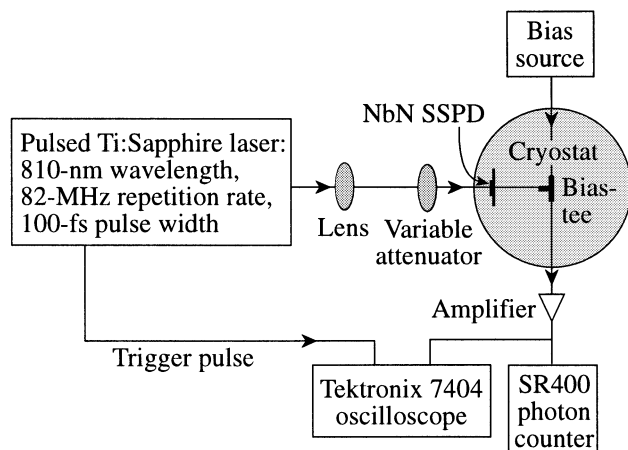 Bias
source
NbN SSPD
Pulsed Ti:Sapphire laser:
810-nm wavelength,
82-MHz repetition rate,
100-fs pulse width
Cryostat
Bias-
tee
Lens
Variable
attenuator
Amplifier
Trigger pulse
Tektronix 7404
oscilloscope
SR400
photon
counter